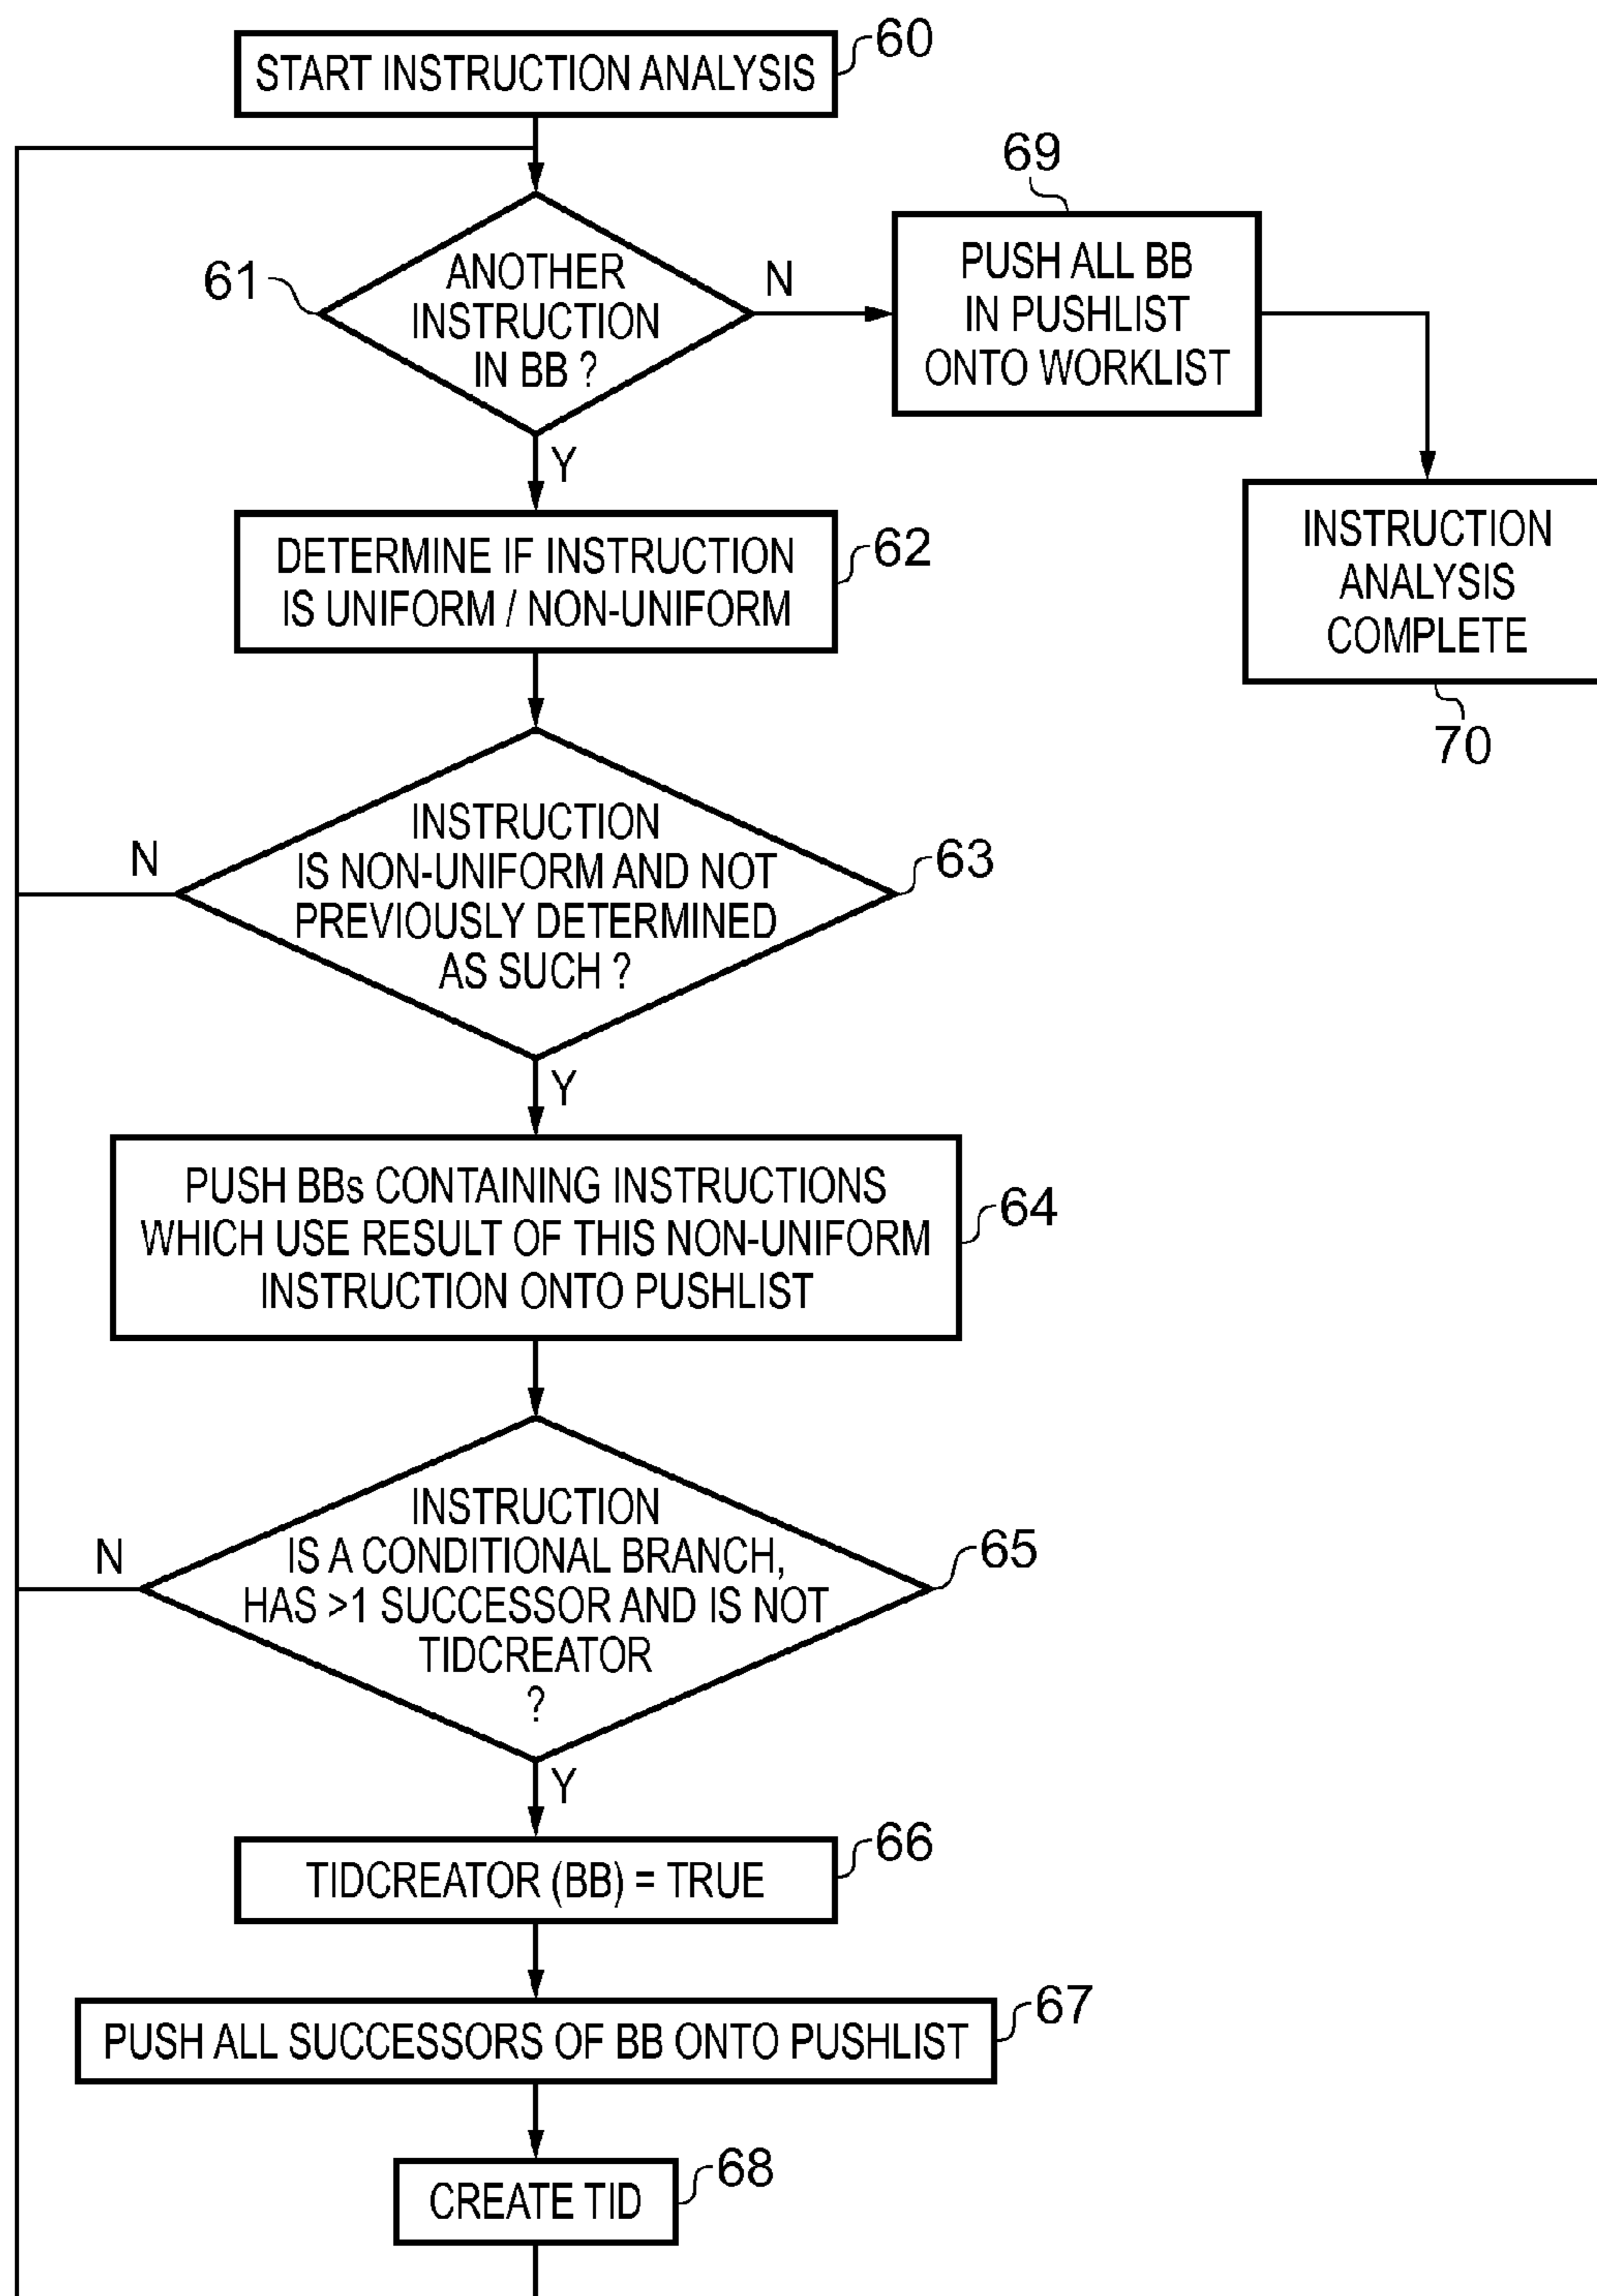 START INSTRUCTION ANALYSIS
60
69
61
ANOTHER
INSTRUCTION
IN BB ?
N
PUSH ALL BB
IN PUSHLIST
ONTO WORKLIST
Y
DETERMINE IF INSTRUCTION
IS UNIFORM / NON-UNIFORM
62
INSTRUCTION
ANALYSIS
COMPLETE
70
N
INSTRUCTION
IS NON-UNIFORM AND NOT
PREVIOUSLY DETERMINED
AS SUCH ?
63
Y
PUSH BBs CONTAINING INSTRUCTIONS
WHICH USE RESULT OF THIS NON-UNIFORM
INSTRUCTION ONTO PUSHLIST
64
N
INSTRUCTION
IS A CONDITIONAL BRANCH,
HAS >1 SUCCESSOR AND IS NOT
TIDCREATOR
?
65
Y
TIDCREATOR (BB) = TRUE
66
PUSH ALL SUCCESSORS OF BB ONTO PUSHLIST
67
CREATE TID
68